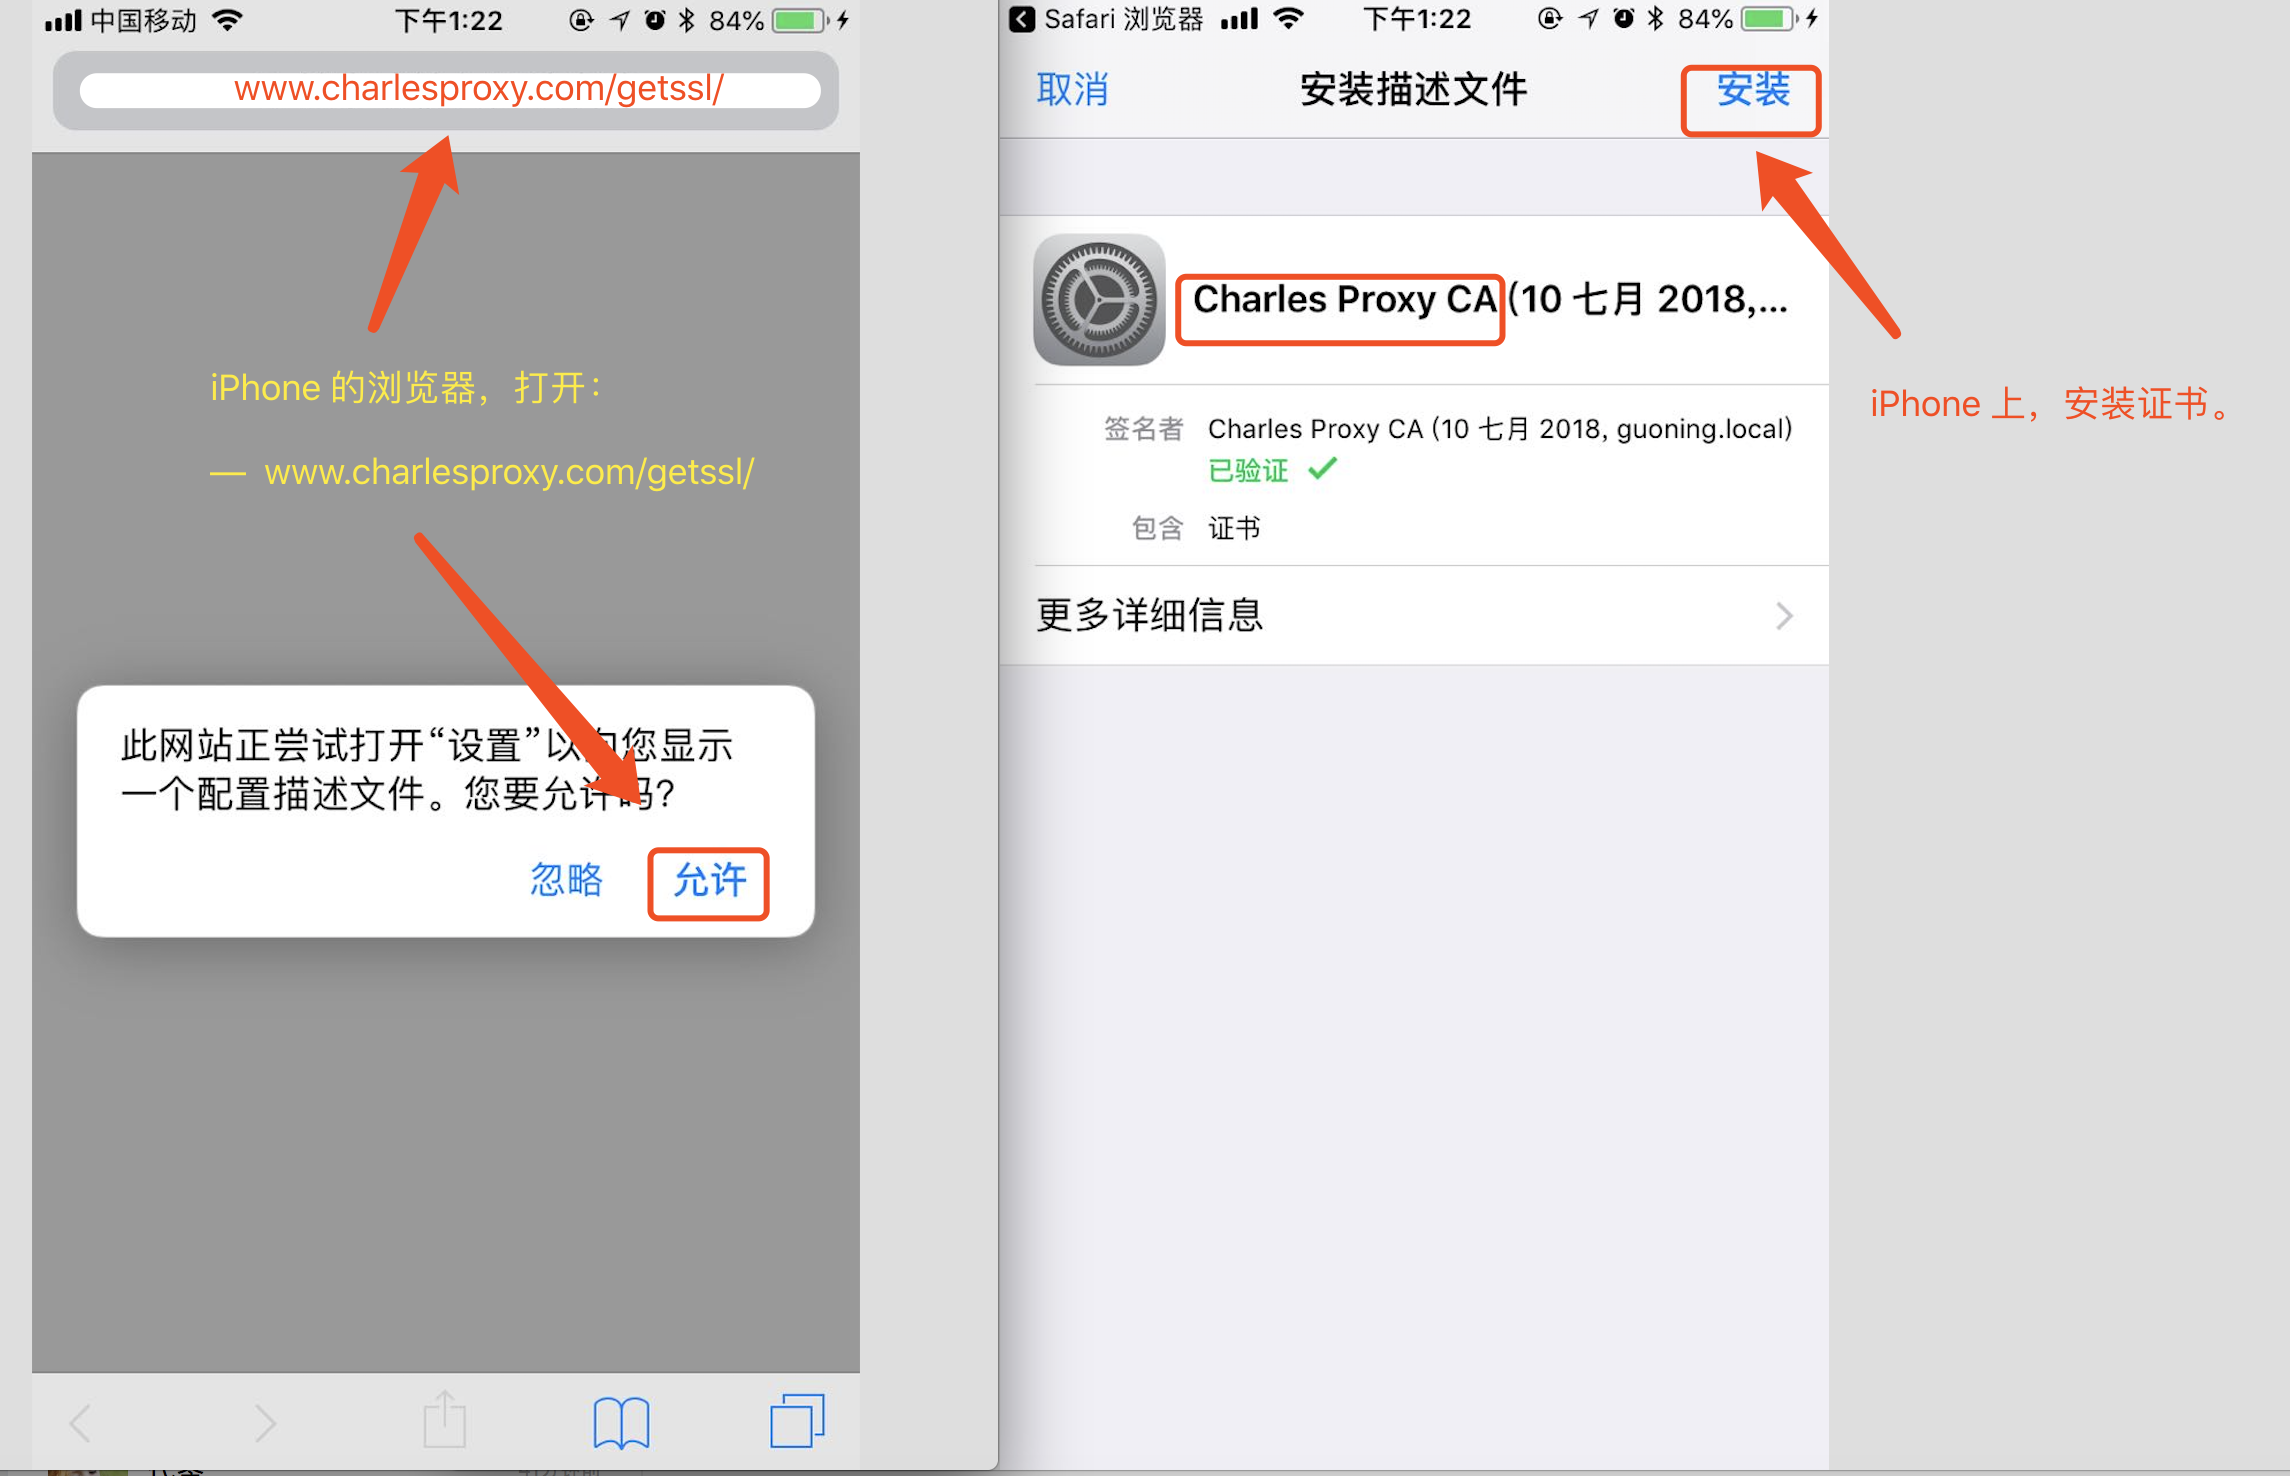 中国移动
下午1:22
84%
www.charlesproxy.com/getssl/
iPhone 的浏览器，打开：
— www.charlesproxy.com/getssl/
此网站正尝试打开“设置”以向您显示
一个配置描述文件。您要允许吗？
忽略
允许
Safari 浏览器
下午1:22
84%
取消
安装描述文件
安装
Charles Proxy CA (10 七月 2018,...
签名者 Charles Proxy CA (10 七月 2018, guoning.local)
已验证
包含 证书
更多详细信息
iPhone 上，安装证书。